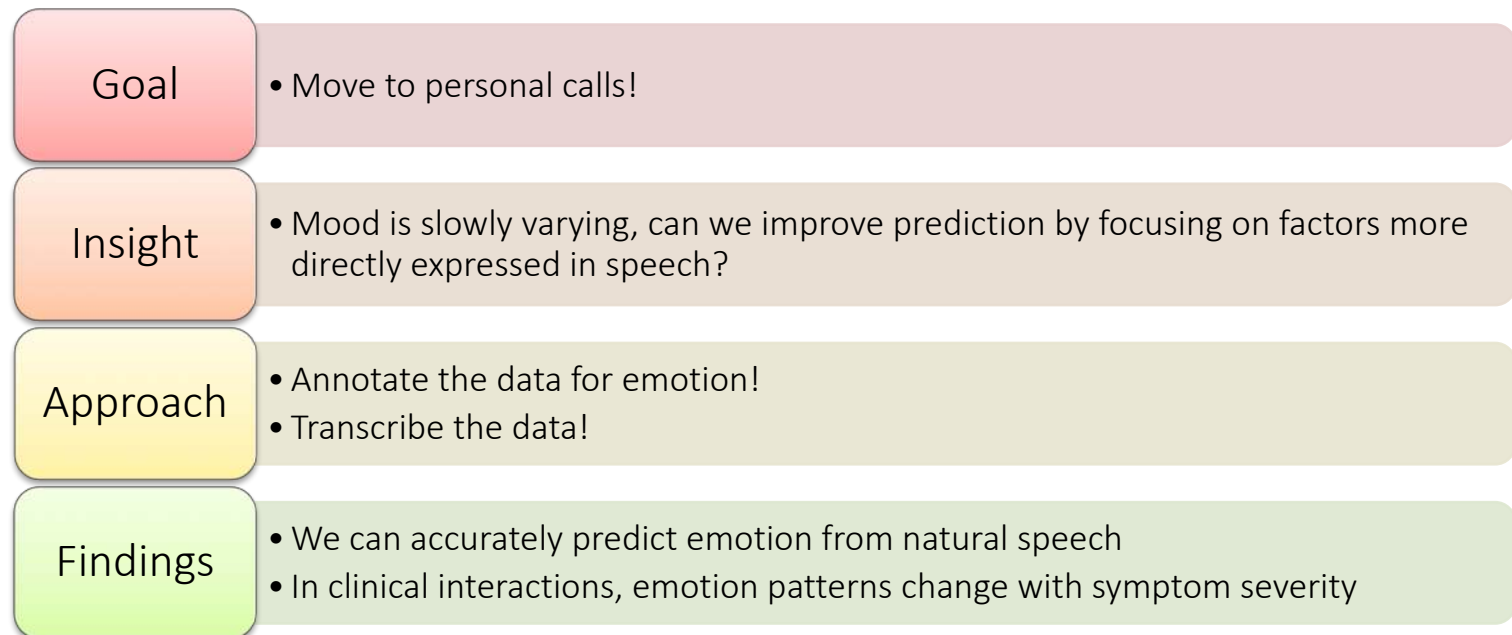 Goal
• Move to personal calls!
Insight
• Mood is slowly varying, can we improve prediction by focusing on factors more
directly expressed in speech?
Approach
• Annotate the data for emotion!
• Transcribe the data!
Findings
• We can accurately predict emotion from natural speech
• In clinical interactions, emotion patterns change with symptom severity